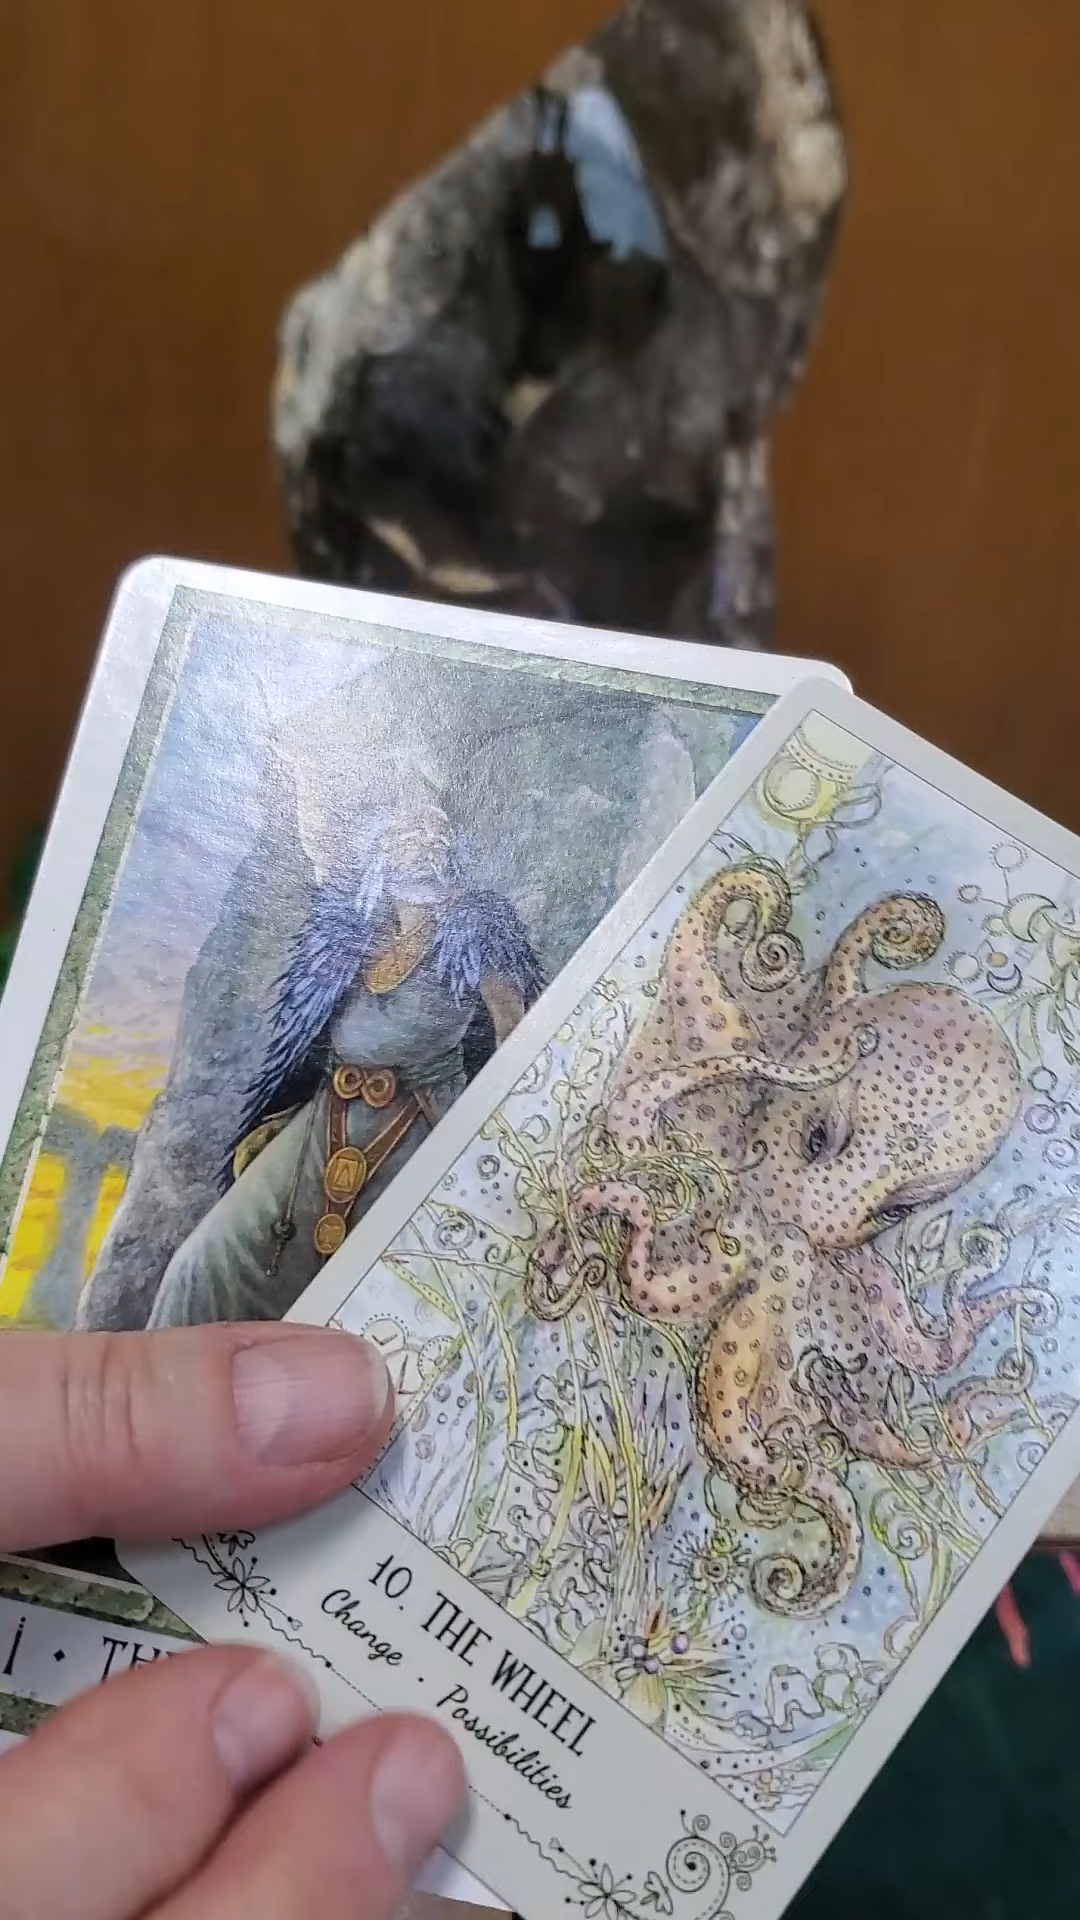 i • TH
10. THE WHEEL
Change . Possibilities